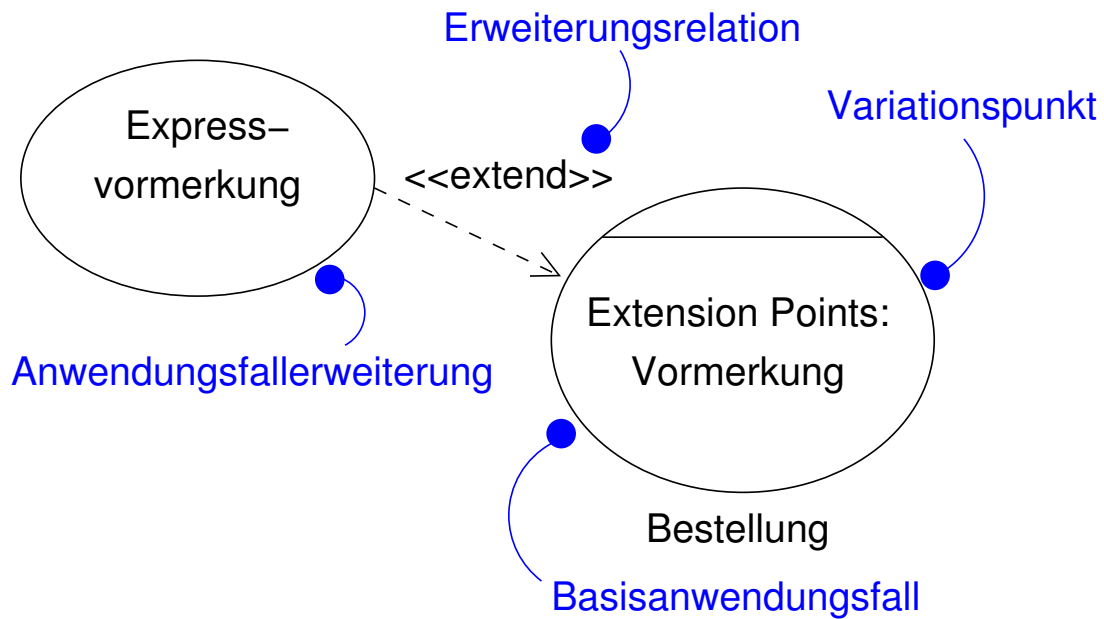 Erweiterungsrelation
Variationspunkt
Express–
vormerkung
<<extend>>
Extension Points:
Vormerkung
Anwendungsfallerweiterung
Bestellung
Basisanwendungsfall